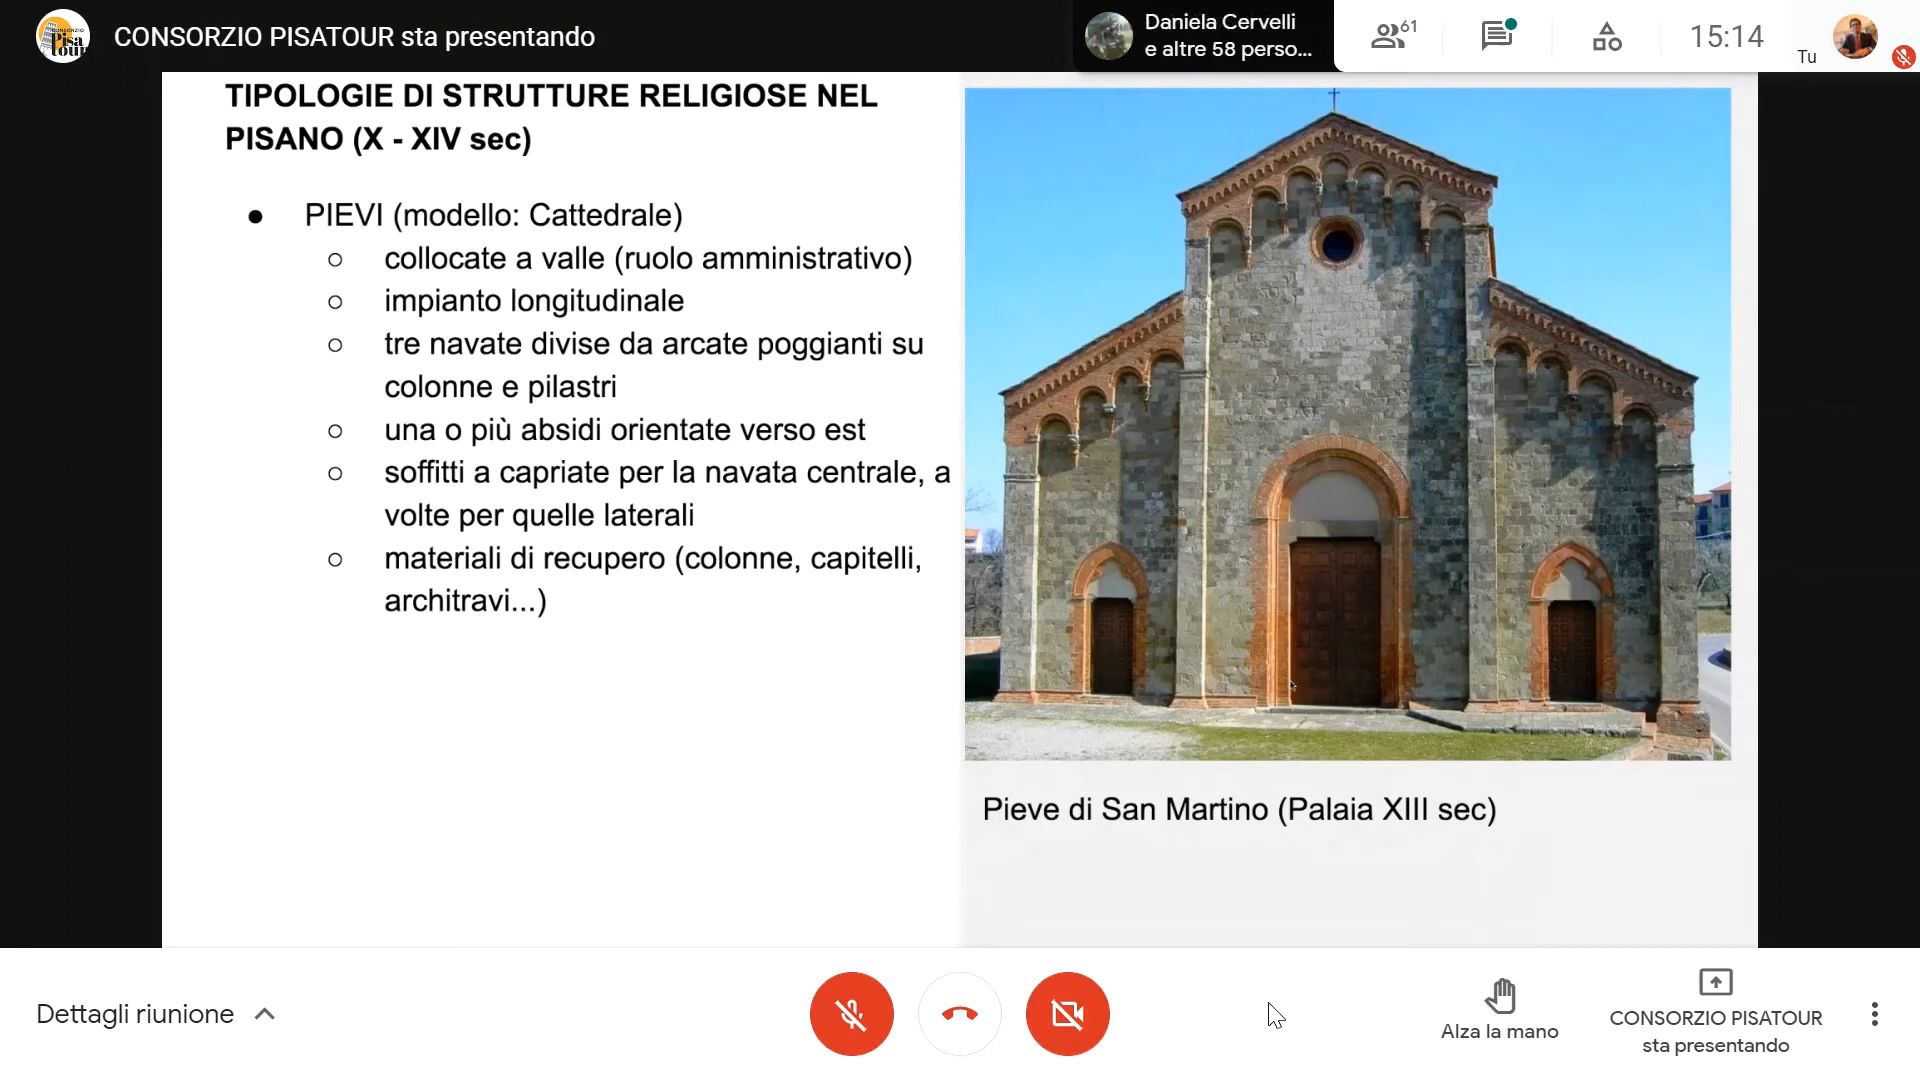 CONSORZIO
Pisa
tour
CONSORZIO PISATOUR sta presentando
Daniela Cervelli
e altre 58 perso...
61
15:14
Tu
TIPOLOGIE DI STRUTTURE RELIGIOSE NEL
PISANO (X - XIV sec)
● PIEVI (modello: Cattedrale)
○ collocate a valle (ruolo amministrativo)
○ impianto longitudinale
○ tre navate divise da arcate poggianti su
colonne e pilastri
○ una o più absidi orientate verso est
○ soffitti a capriate per la navata centrale, a
volte per quelle laterali
○ materiali di recupero (colonne, capitelli,
architravi...)
Pieve di San Martino (Palaia XIII sec)
Dettagli riunione
Alza la mano
CONSORZIO PISATOUR
sta presentando